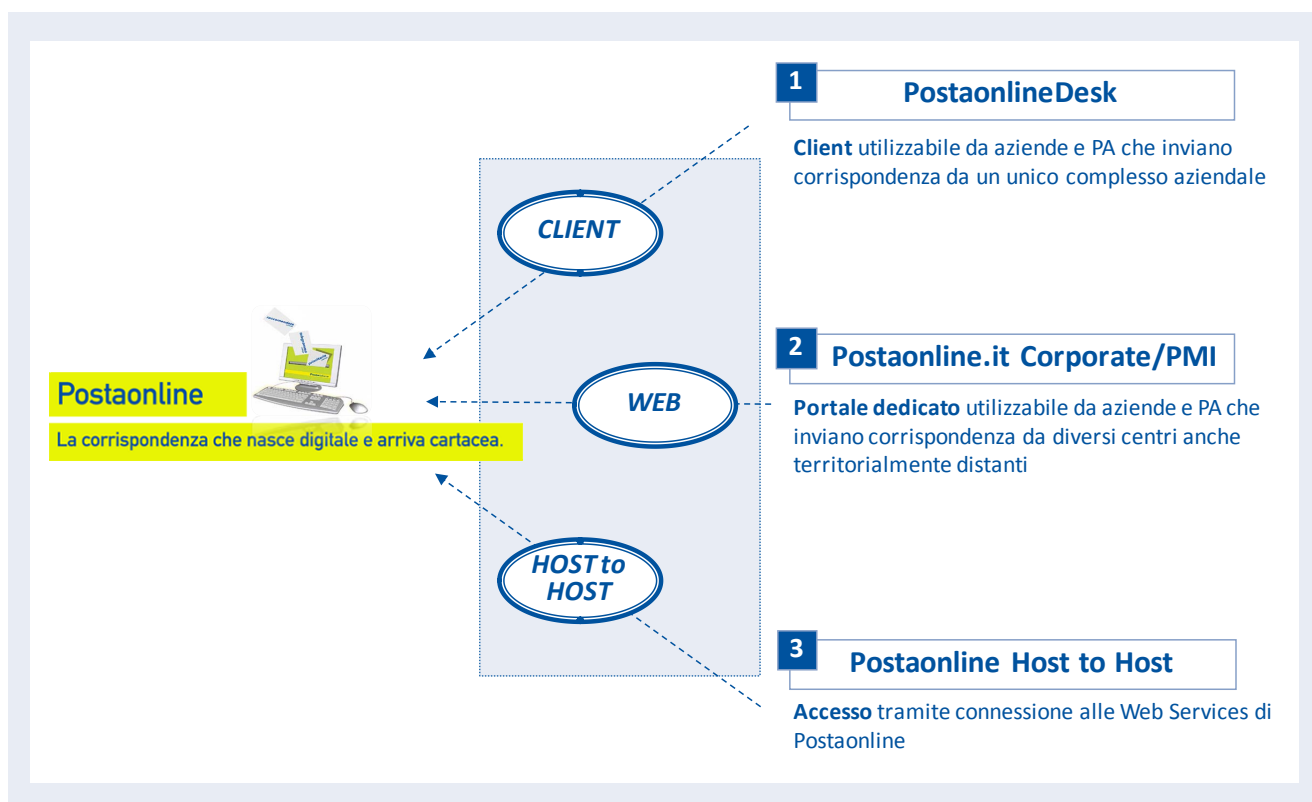 1
PostaonlineDesk
Client utilizzabile da aziende e PA che inviano
corrispondenza da un unico complesso aziendale
CLIENT
2
Postaonline.it Corporate/PMI
Portale dedicato utilizzabile da aziende e PA che
inviano corrispondenza da diversi centri anche
territorialmente distanti
WEB
Postaonline
La corrispondenza che nasce digitale e arriva cartacea.
HOST to
HOST
3
Postaonline Host to Host
Accesso tramite connessione alle Web Services di
Postaonline